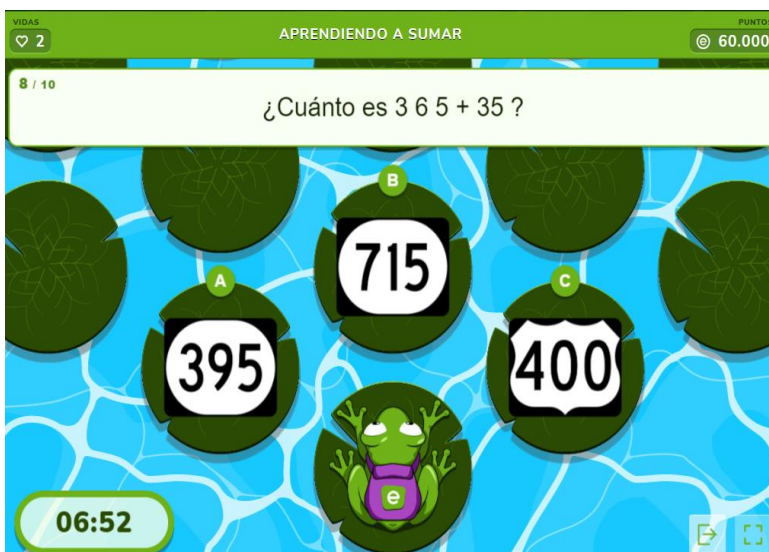 VIDAS
2
APRENDIENDO A SUMAR
PUNTOS
60.000
8 / 10
¿Cuánto es 3 6 5 + 35 ?
B
715
A
395
C
400
e
06:52